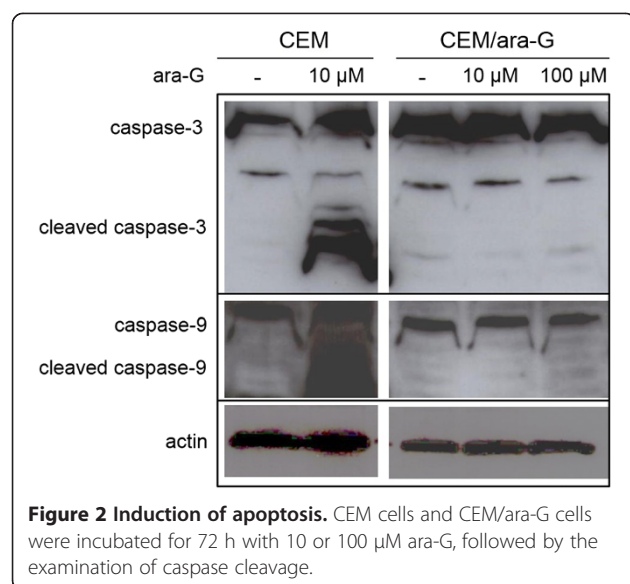 CEM CEM/ara-G
ara-G - 10 µM - 10 µM 100 µM
caspase-3
cleaved caspase-3
caspase-9
cleaved caspase-9
actin
Figure 2 Induction of apoptosis. CEM cells and CEM/ara-G cells
were incubated for 72 h with 10 or 100 µM ara-G, followed by the
examination of caspase cleavage.